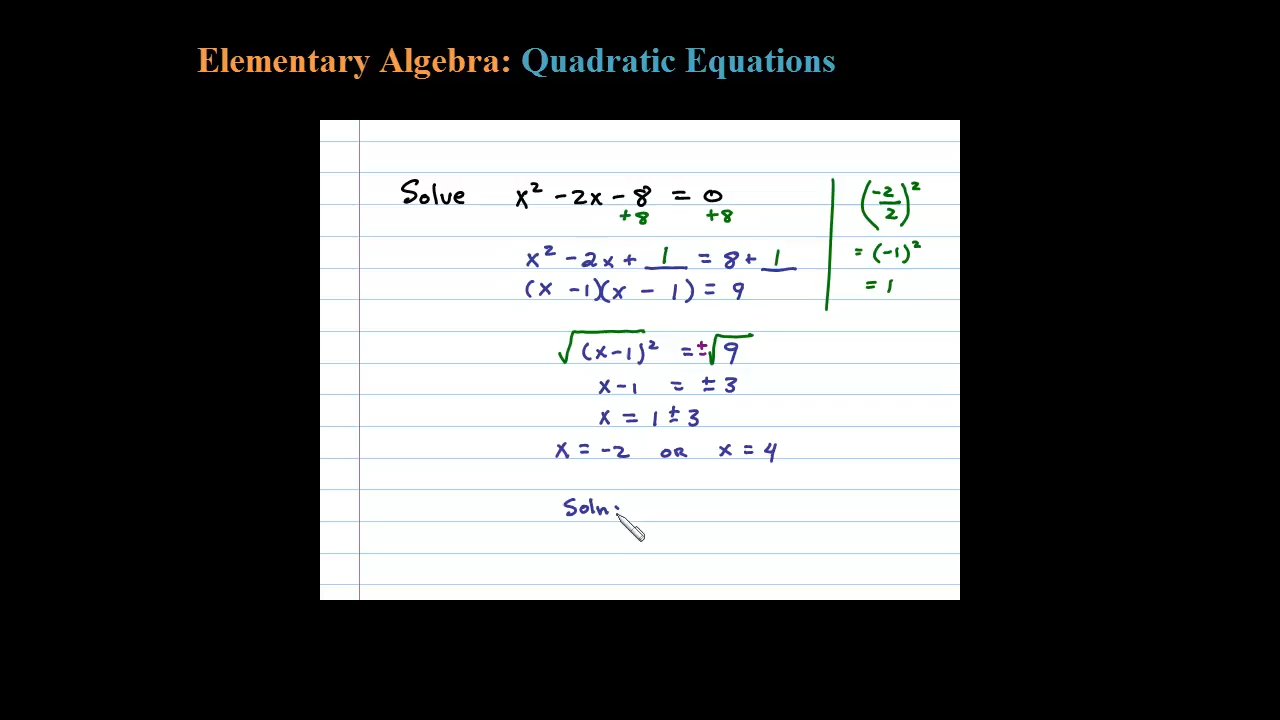 Elementary Algebra: Quadratic Equations
Solve x² - 2x - 8 = 0
+8 +8
x² - 2x + 1 = 8 + 1
(x - 1)(x - 1) = 9
√(x-1)² = ±√9
x - 1 = ± 3
x = 1 ± 3
x = -2 OR x = 4
Soln:
(-2/2)²
= (-1)²
= 1